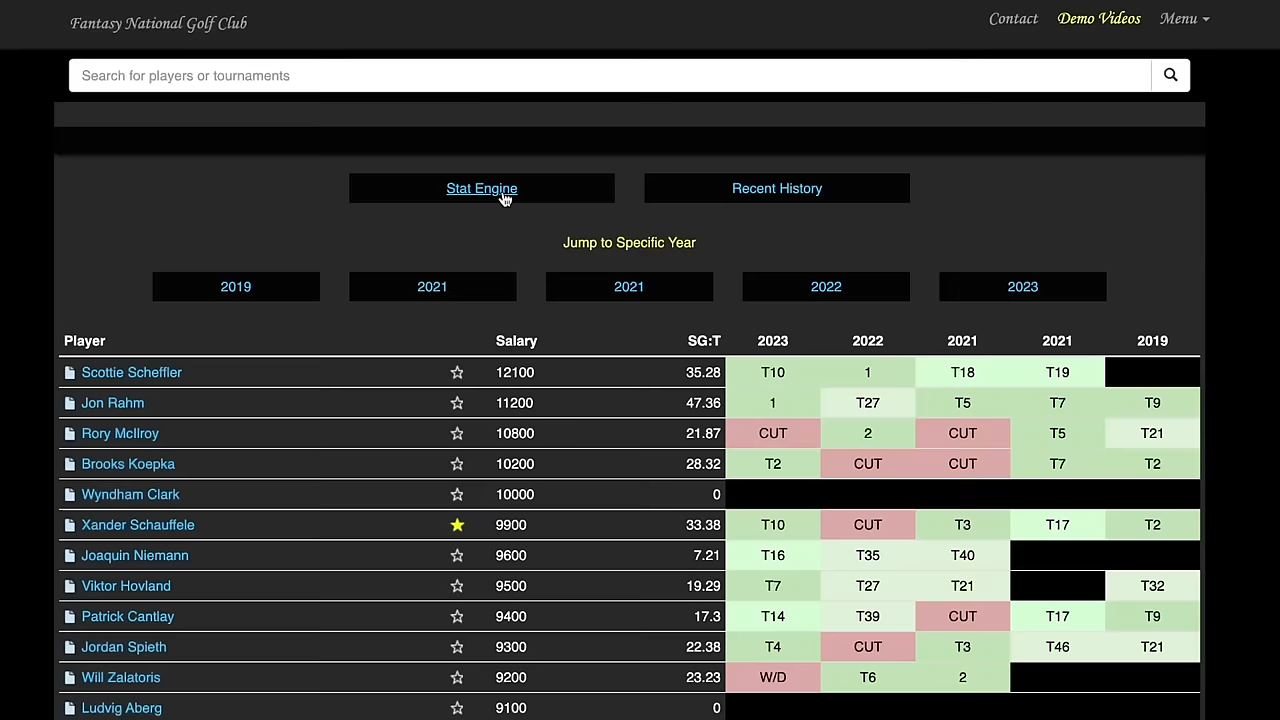 Fantasy National Golf Club Contact Demo Videos Menu
Search for players or tournaments
Stat Engine Recent History
Jump to Specific Year
2019 2021 2021 2022 2023
Player Salary SG:T 2023 2022 2021 2021 2019
Scottie Scheffler 12100 35.28 T10 1 T18 T19
Jon Rahm 11200 47.36 1 T27 T5 T7 T9
Rory McIlroy 10800 21.87 CUT 2 CUT T5 T21
Brooks Koepka 10200 28.32 T2 CUT CUT T7 T2
Wyndham Clark 10000 0
Xander Schauffele 9900 33.38 T10 CUT T3 T17 T2
Joaquin Niemann 9600 7.21 T16 T35 T40
Viktor Hovland 9500 19.29 T7 T27 T21 T32
Patrick Cantlay 9400 17.3 T14 T39 CUT T17 T9
Jordan Spieth 9300 22.38 T4 CUT T3 T46 T21
Will Zalatoris 9200 23.23 W/D T6 2
Ludvig Aberg 9100 0